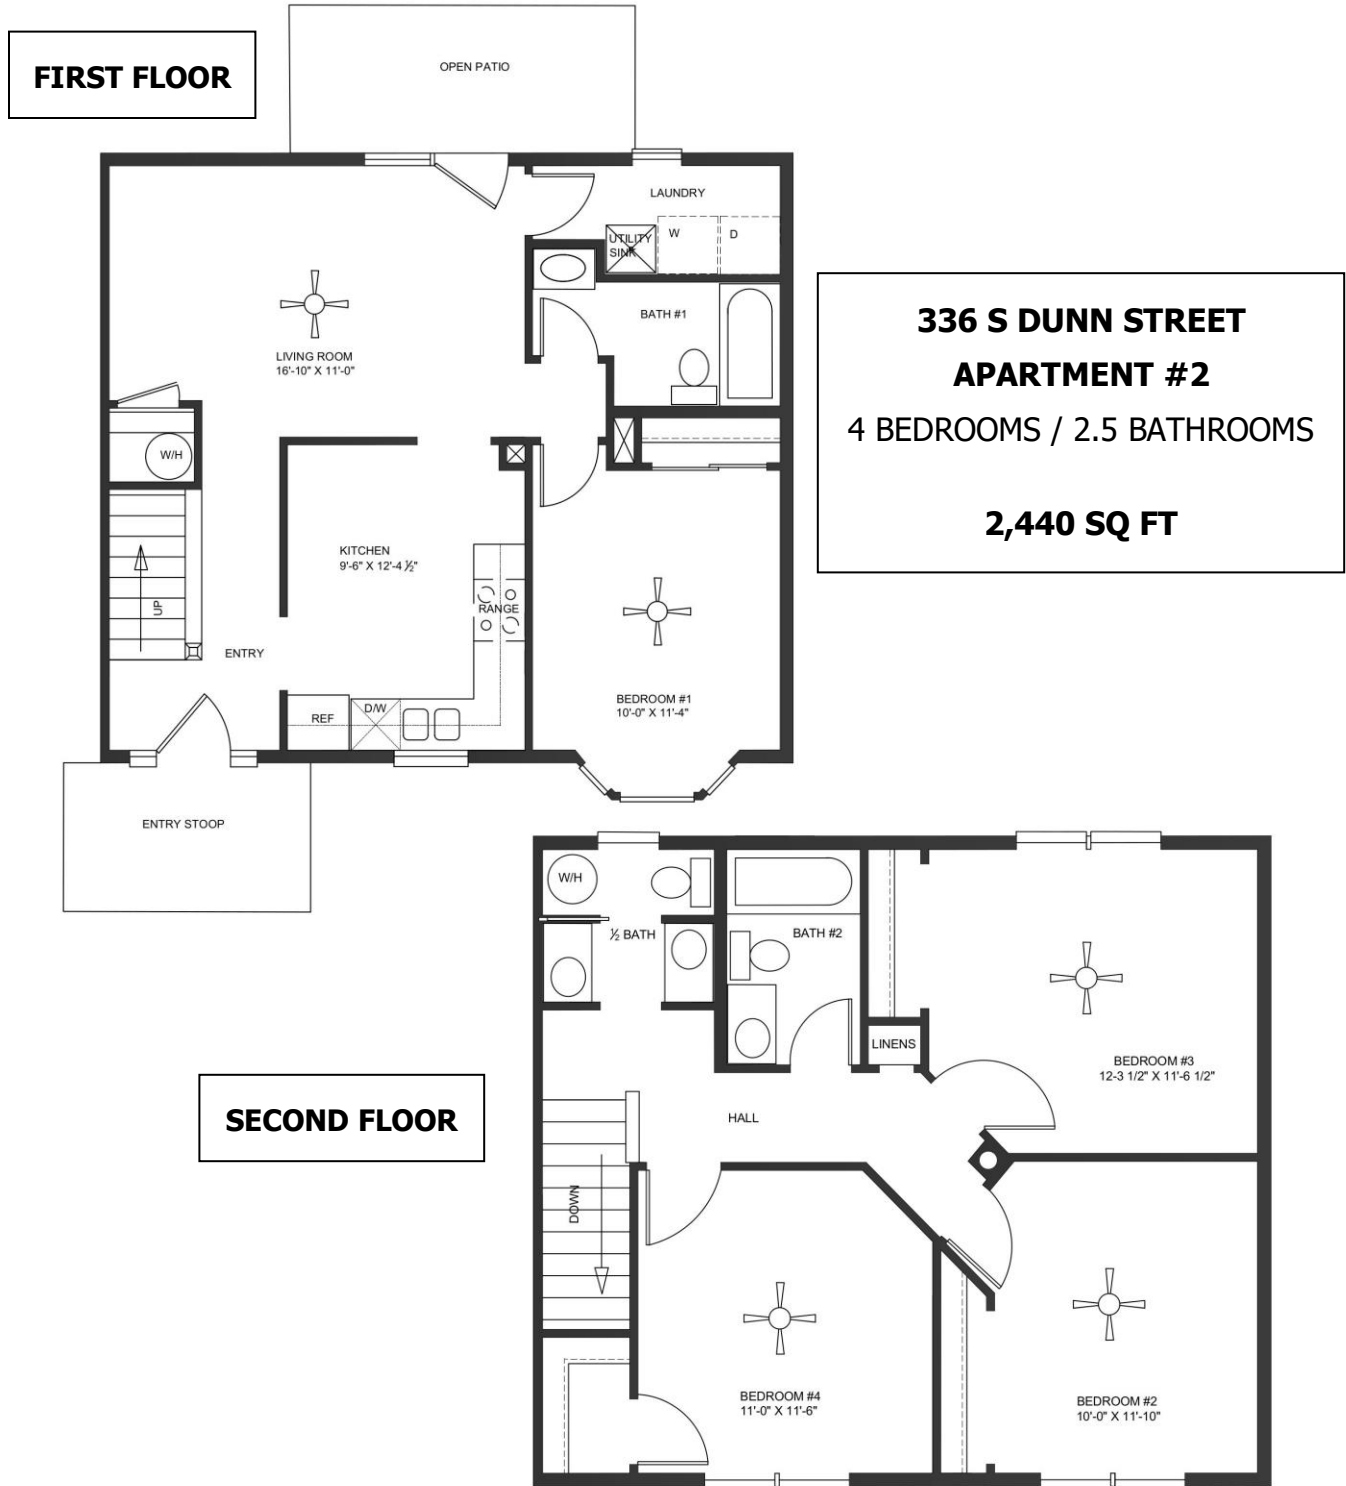 FIRST FLOOR
OPEN PATIO
LAUNDRY
UTILITY
SINK
W
D
BATH #1
LIVING ROOM
16'-10" X 11'-0"
W/H
KITCHEN
9'-6" X 12'-4 ½"
RANGE
UP
ENTRY
BEDROOM #1
10'-0" X 11'-4"
REF
D/W
ENTRY STOOP
336 S DUNN STREET
APARTMENT #2
4 BEDROOMS / 2.5 BATHROOMS
2,440 SQ FT
SECOND FLOOR
W/H
½ BATH
BATH #2
LINENS
BEDROOM #3
12-3 1/2" X 11'-6 1/2"
HALL
DOWN
BEDROOM #4
11'-0" X 11'-6"
BEDROOM #2
10'-0" X 11'-10"